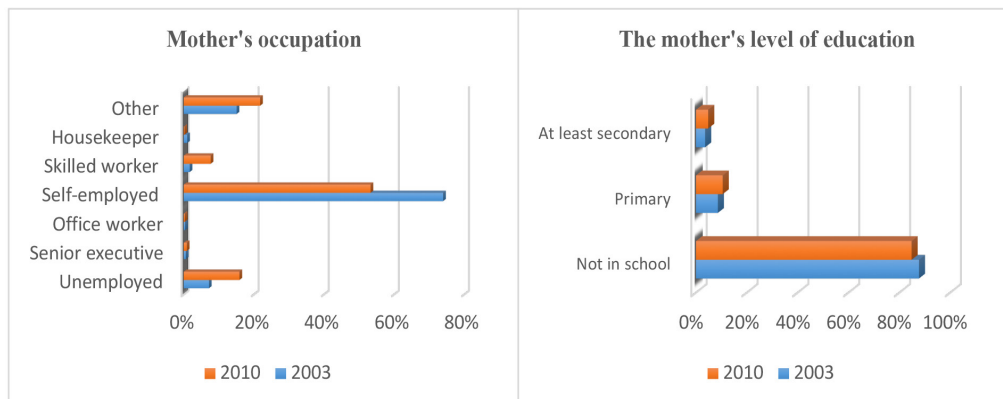 Mother's occupation
Other
Housekeeper
Skilled worker
Self-employed
Office worker
Senior executive
Unemployed
0% 20% 40% 60% 80%
2010 2003
The mother's level of education
At least secondary
Primary
Not in school
0% 20% 40% 60% 80% 100%
2010 2003